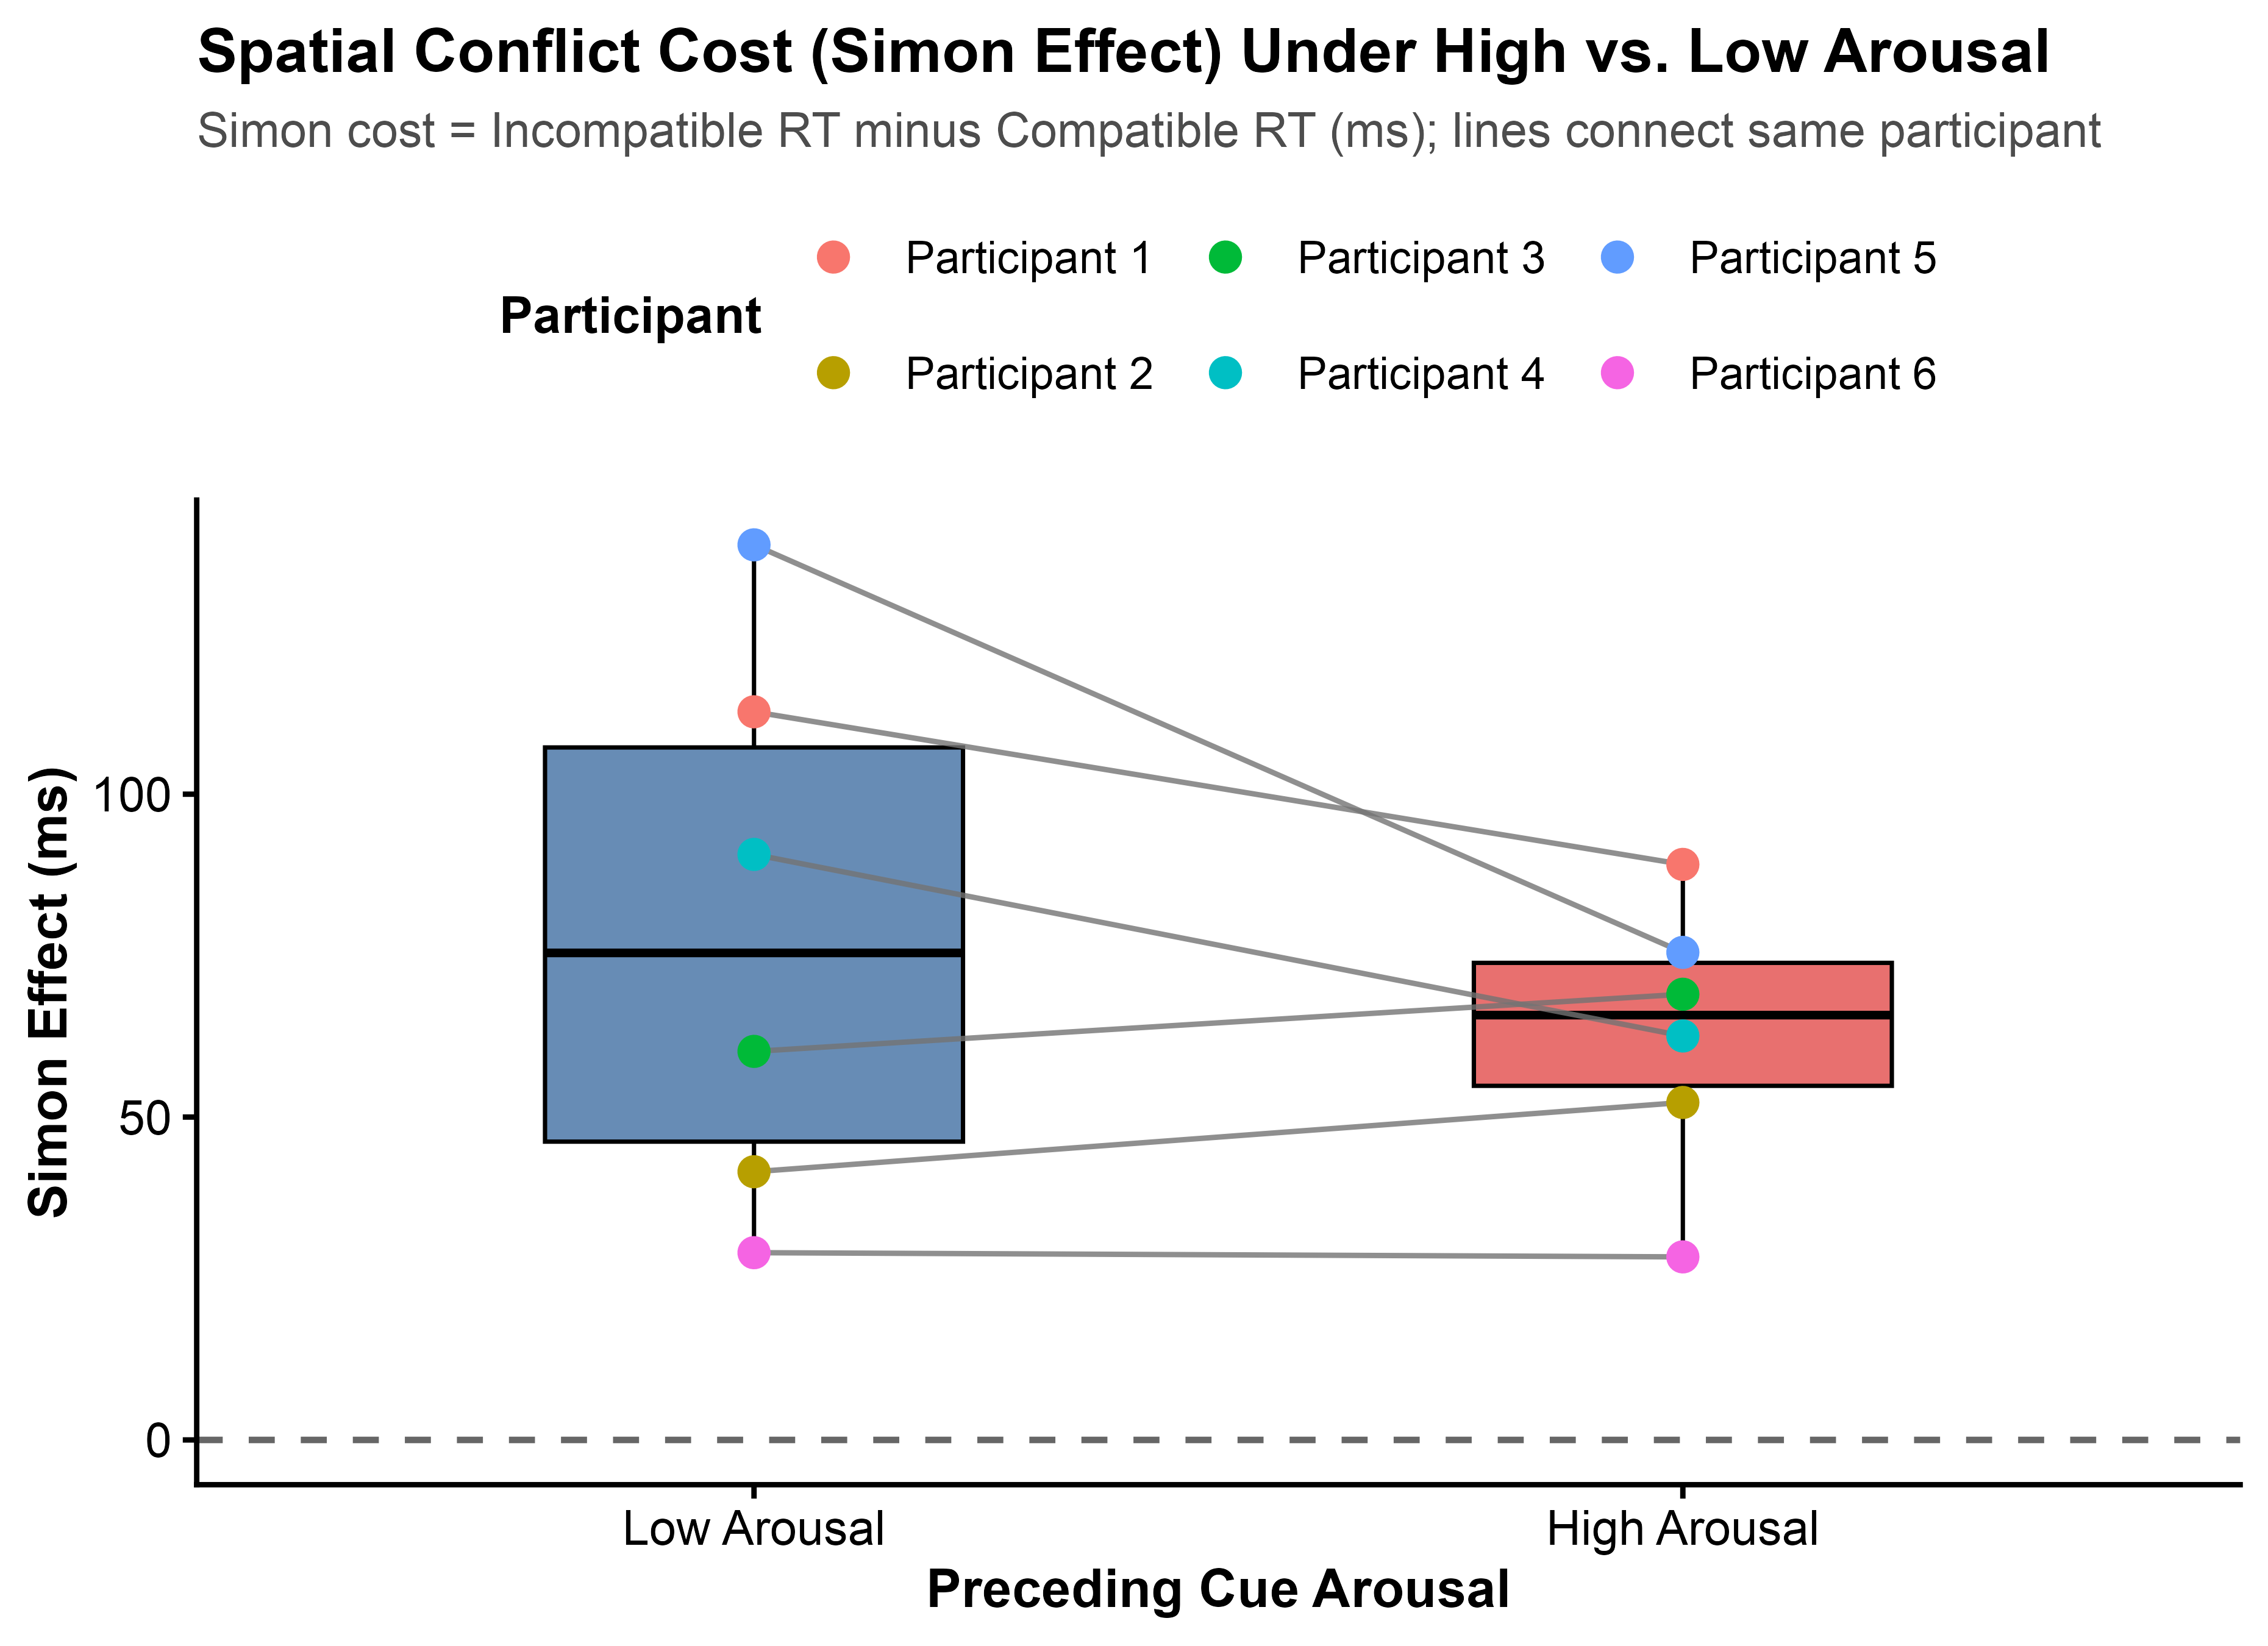 Spatial Conflict Cost (Simon Effect) Under High vs. Low Arousal
Simon cost = Incompatible RT minus Compatible RT (ms); lines connect same participant
Participant
Participant 1
Participant 3
Participant 5
Participant 2
Participant 4
Participant 6
Simon Effect (ms)
100
50
0
Low Arousal
High Arousal
Preceding Cue Arousal